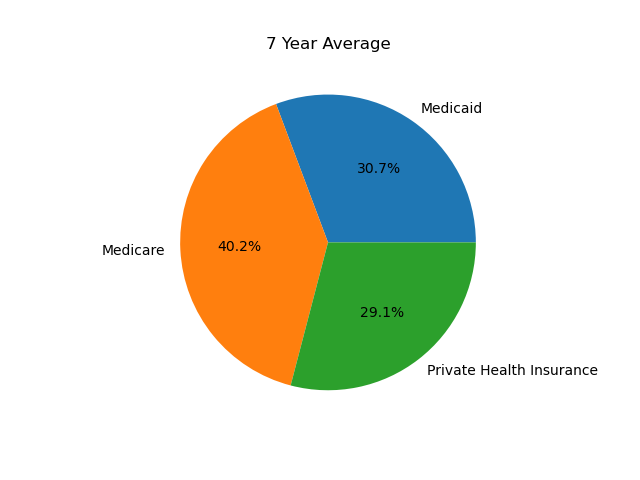 7 Year Average
Medicaid
30.7%
Medicare
40.2%
29.1%
Private Health Insurance